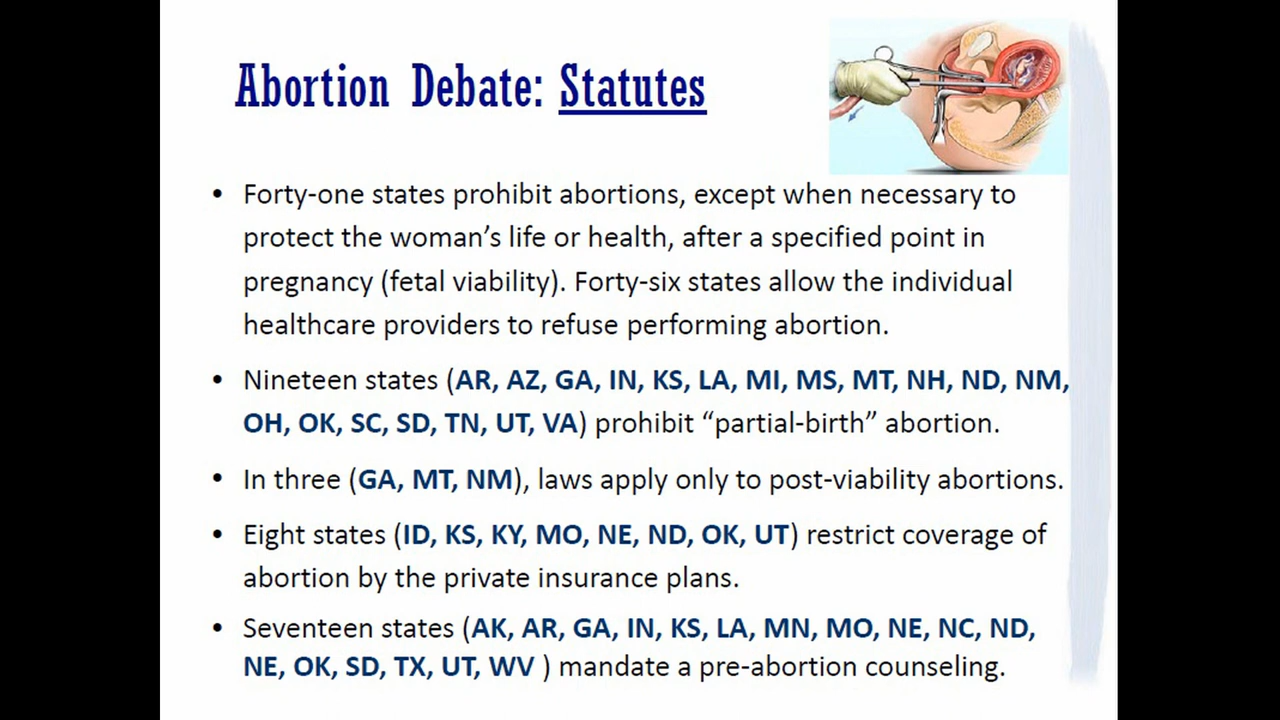 Abortion Debate: Statutes
• Forty-one states prohibit abortions, except when necessary to
protect the woman's life or health, after a specified point in
pregnancy (fetal viability). Forty-six states allow the individual
healthcare providers to refuse performing abortion.
• Nineteen states (AR, AZ, GA, IN, KS, LA, MI, MS, MT, NH, ND, NM,
OH, OK, SC, SD, TN, UT, VA) prohibit “partial-birth” abortion.
• In three (GA, MT, NM), laws apply only to post-viability abortions.
• Eight states (ID, KS, KY, MO, NE, ND, OK, UT) restrict coverage of
abortion by the private insurance plans.
• Seventeen states (AK, AR, GA, IN, KS, LA, MN, MO, NE, NC, ND,
NE, OK, SD, TX, UT, WV ) mandate a pre-abortion counseling.